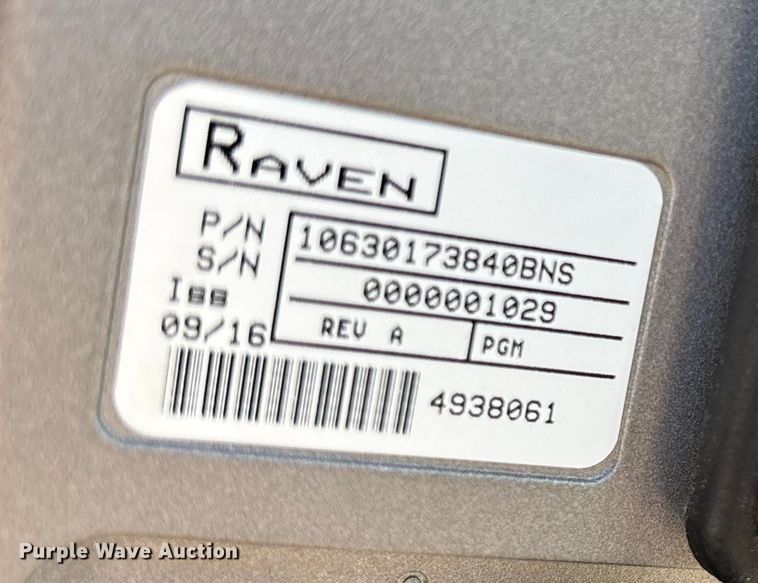 RAVEN
P/N 10630173840BNS
S/N 0000001029
Iss
09/16 REV A PGM
4938061
Purple Wave Auction